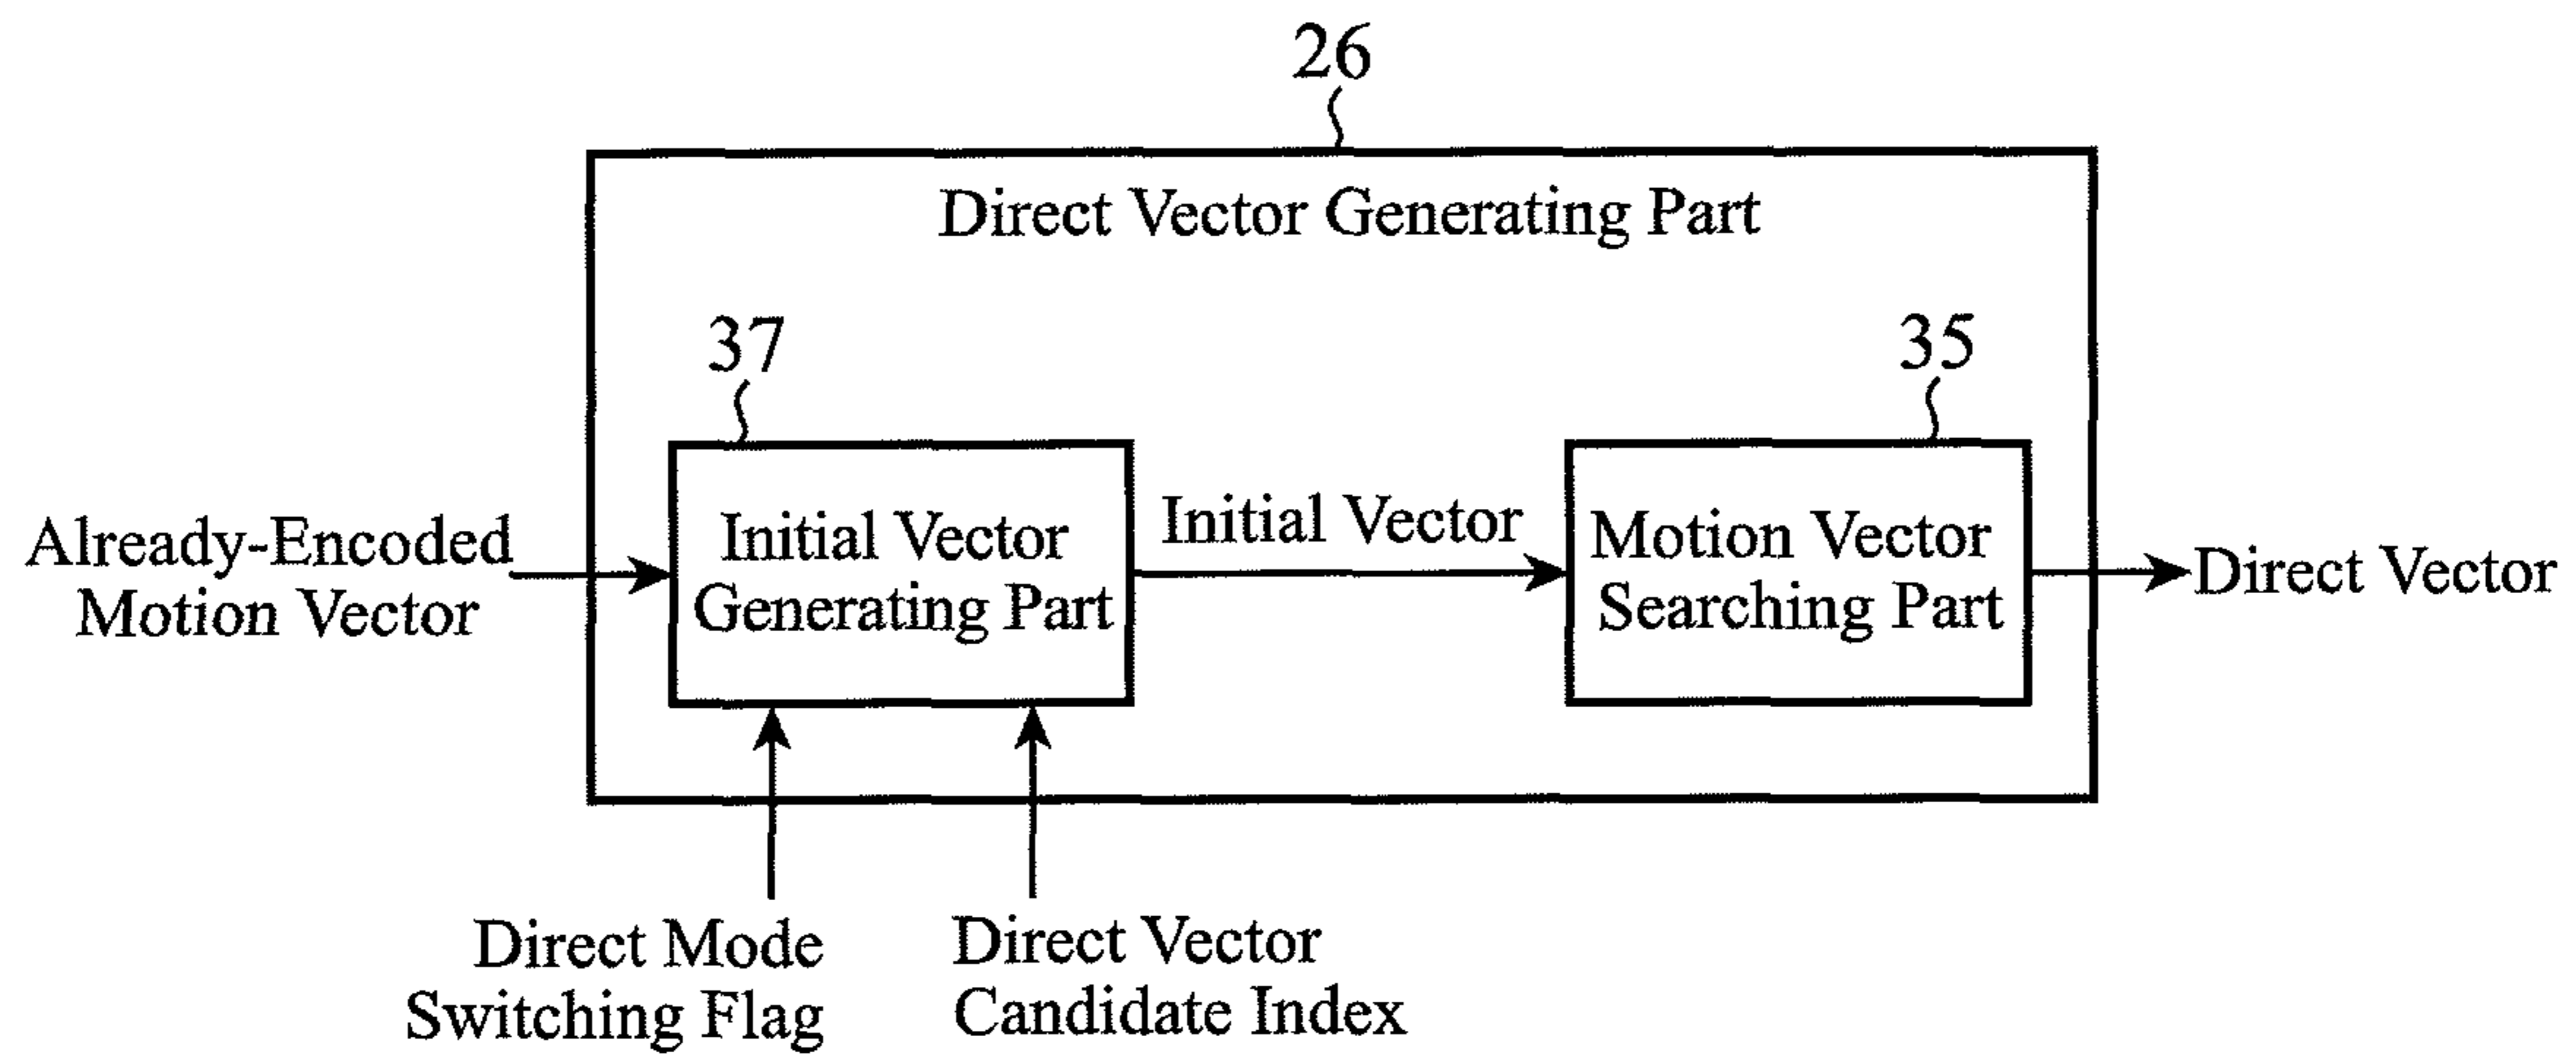 26
Direct Vector Generating Part
37
35
Already-Encoded
Motion Vector
Initial Vector
Generating Part
Initial Vector
Motion Vector
Searching Part
Direct Vector
Direct Mode
Switching Flag
Direct Vector
Candidate Index